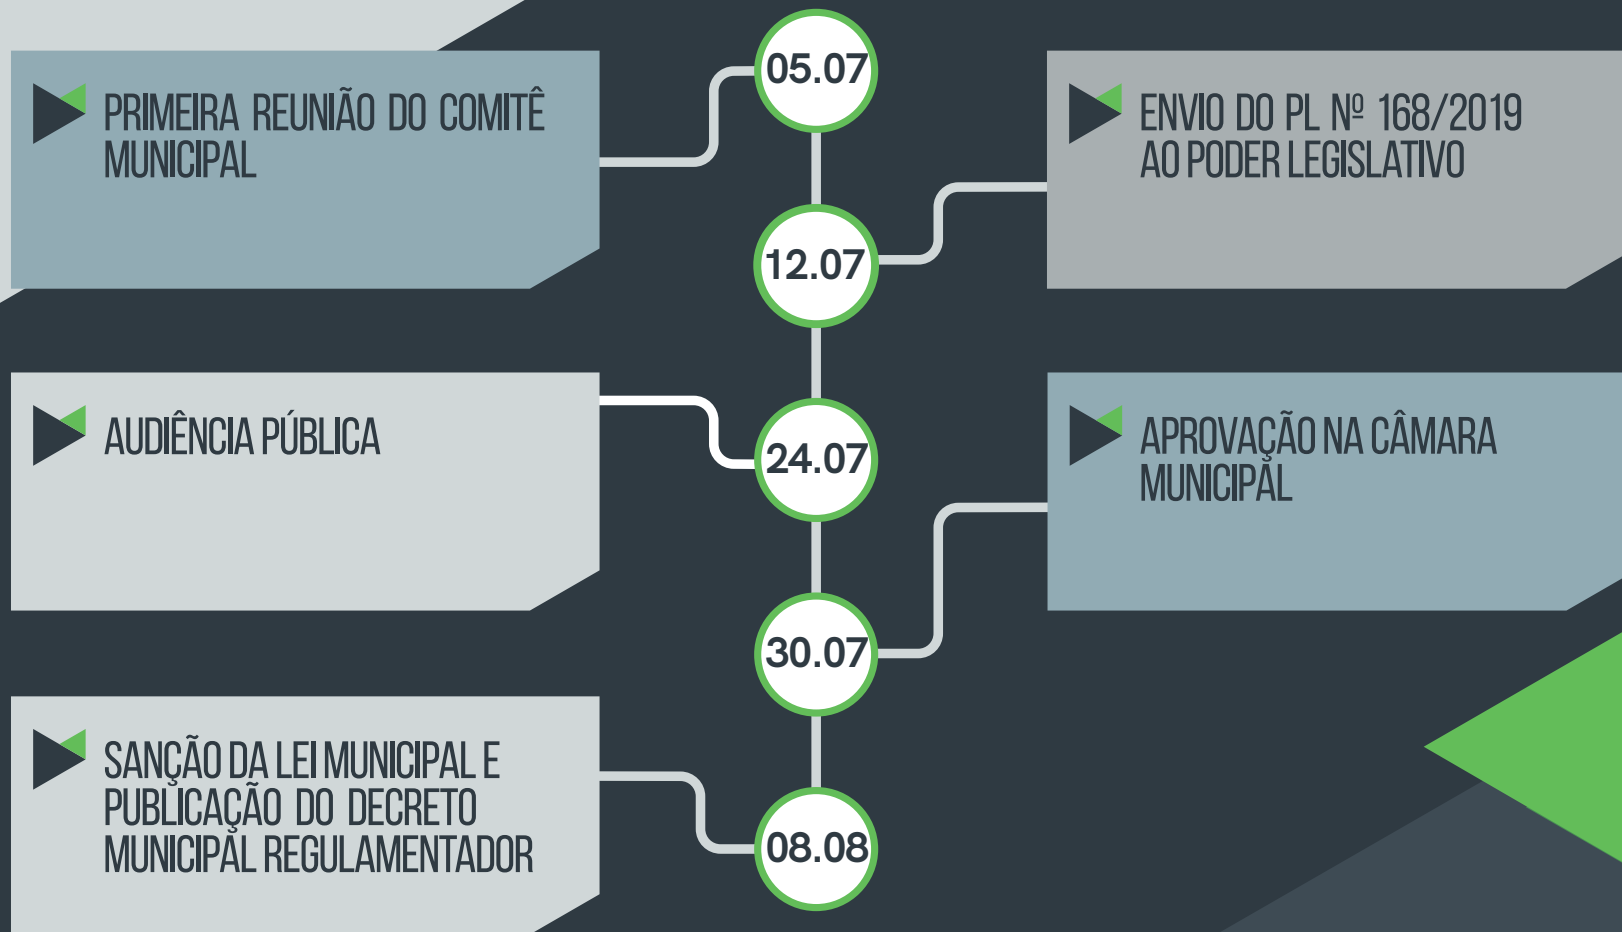 05.07
PRIMEIRA REUNIÃO DO COMITÊ
MUNICIPAL
12.07
ENVIO DO PL Nº 168/2019
AO PODER LEGISLATIVO
24.07
AUDIÊNCIA PÚBLICA
30.07
APROVAÇÃO NA CÂMARA
MUNICIPAL
08.08
SANÇÃO DA LEI MUNICIPAL E
PUBLICAÇÃO DO DECRETO
MUNICIPAL REGULAMENTADOR